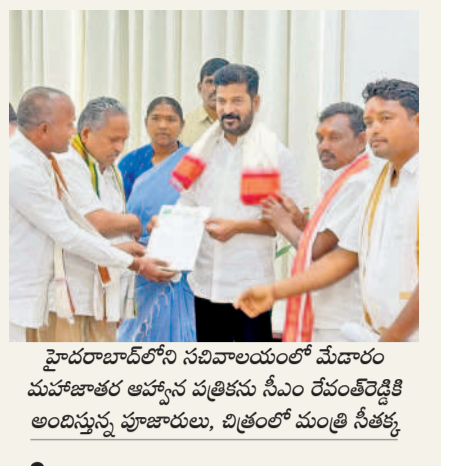 హైదరాబాద్‌లోని సచివాలయంలో మేడారం
మహాజాతర ఆహ్వాన పత్రికను సీఎం రేవంత్‌రెడ్డికి
అందిస్తున్న పూజారులు, చిత్రంలో మంత్రి సీతక్క